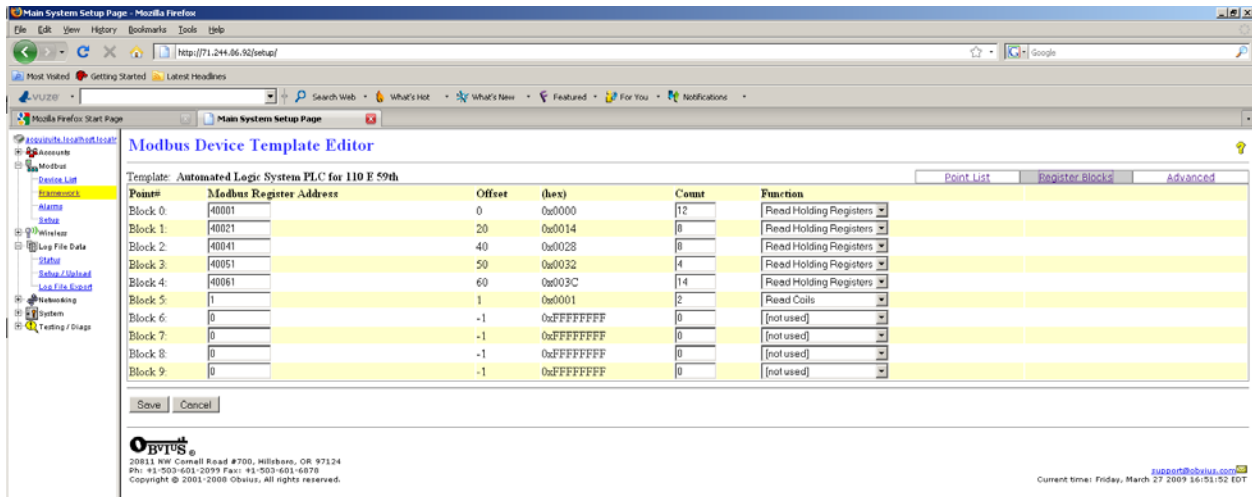 Main System Setup Page - Mozilla Firefox
File Edit View History Bookmarks Tools Help
http://71.244.06.92/setup/ Google
Most Visited Getting Started Latest Headlines
vuze Search Web What's Hot What's New Featured For You Notifications
Mozilla Firefox Start Page Main System Setup Page
Accounts
Modbus
Device List
Framework
Alarms
Setup
Wireless
Log File Data
Status
Setup / Upload
Log File Export
Networking
System
Testing / Diags
Modbus Device Template Editor ?
Template: Automated Logic System PLC for 110 E 59th Point List Register Blocks Advanced
Point# Modbus Register Address Offset (hex) Count Function
Block 0: 40001 0 0x0000 12 Read Holding Registers
Block 1: 40021 20 0x0014 8 Read Holding Registers
Block 2: 40041 40 0x0028 8 Read Holding Registers
Block 3: 40051 50 0x0032 4 Read Holding Registers
Block 4: 40061 60 0x003C 14 Read Holding Registers
Block 5: 1 1 0x0001 2 Read Coils
Block 6: 0 -1 0xFFFFFFFF 0 [not used]
Block 7: 0 -1 0xFFFFFFFF 0 [not used]
Block 8: 0 -1 0xFFFFFFFF 0 [not used]
Block 9: 0 -1 0xFFFFFFFF 0 [not used]
Save Cancel
OBVIUS ®
20811 NW Cornell Road #700, Hillsboro, OR 97124
Ph: +1-503-601-2099 Fax: +1-503-601-6878
Copyright © 2001-2008 Obvius, All rights reserved.
support@obvius.com
Current time: Friday, March 27 2009 16:51:52 EDT